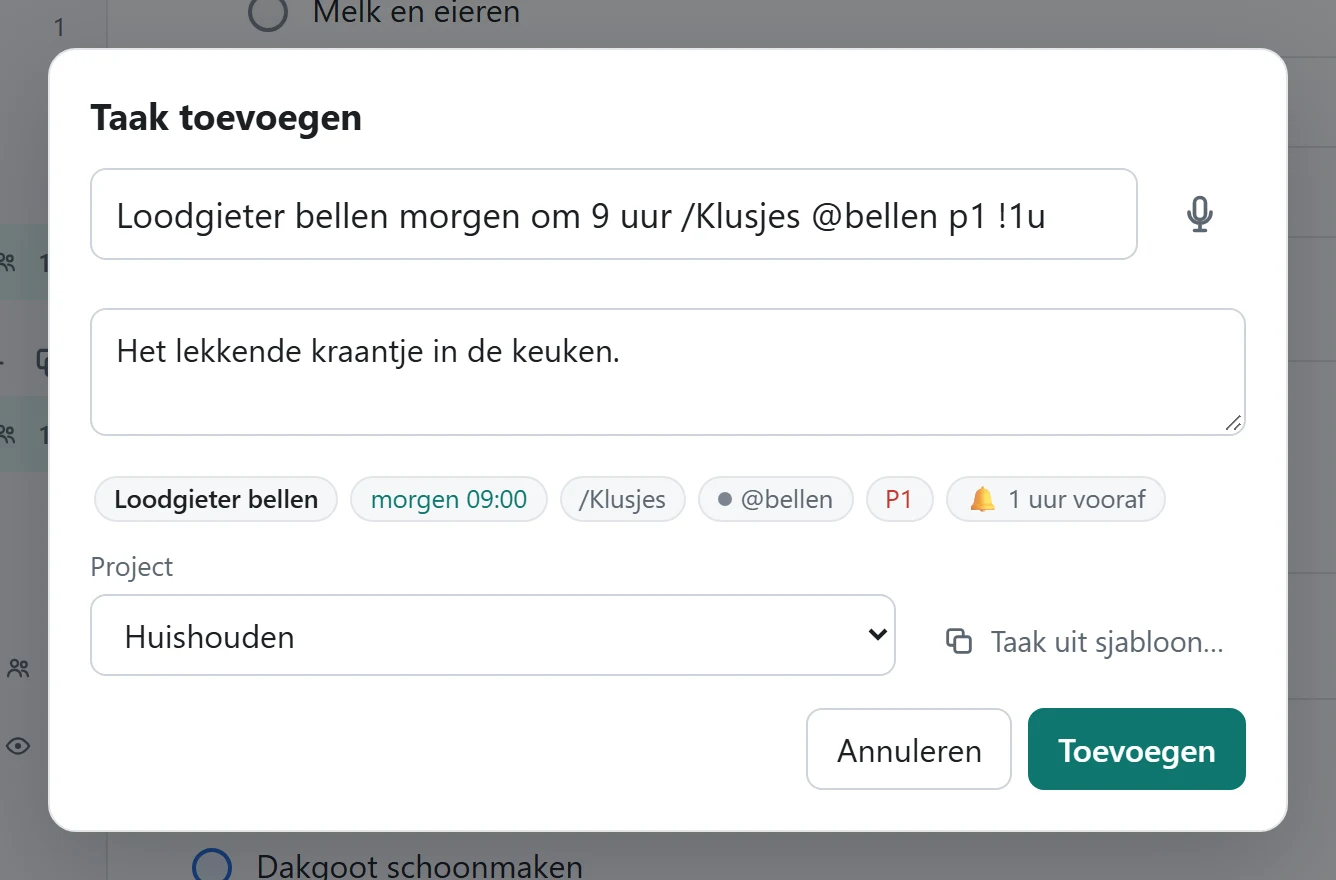 1
Melk en eieren
Taak toevoegen
Loodgieter bellen morgen om 9 uur /Klusjes @bellen p1 !1u
Het lekkende kraantje in de keuken.
Loodgieter bellen morgen 09:00 /Klusjes @bellen P1 🔔 1 uur vooraf
Project
Huishouden
Taak uit sjabloon...
Annuleren Toevoegen
Dakgoot schoonmaken